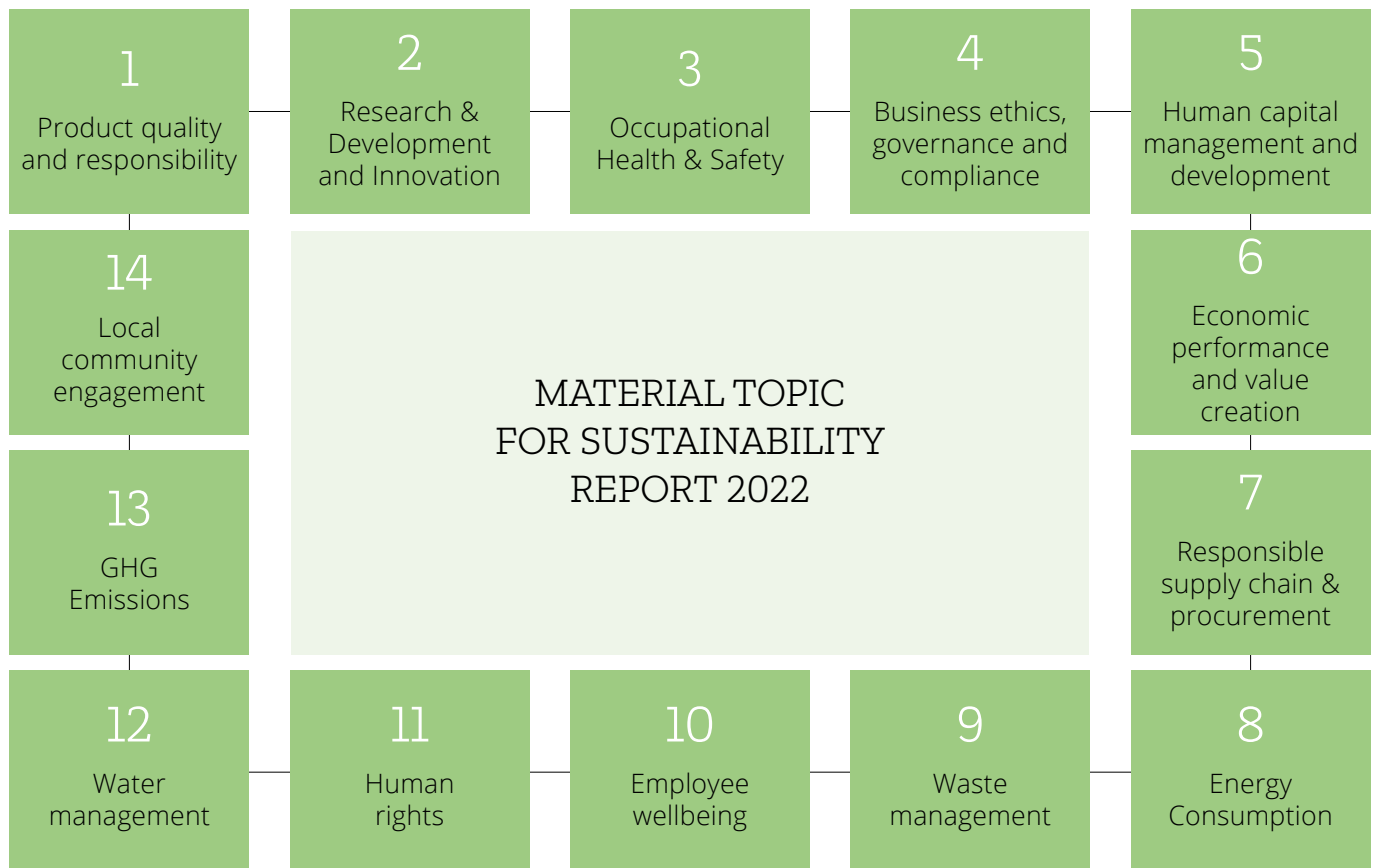 1
Product quality
and responsibility
2
Research &
Development
and Innovation
3
Occupational
Health & Safety
4
Business ethics,
governance and
compliance
5
Human capital
management and
development
14
Local
community
engagement
MATERIAL TOPIC
FOR SUSTAINABILITY
REPORT 2022
6
Economic
performance
and value
creation
13
GHG
Emissions
7
Responsible
supply chain &
procurement
12
Water
management
11
Human
rights
10
Employee
wellbeing
9
Waste
management
8
Energy
Consumption